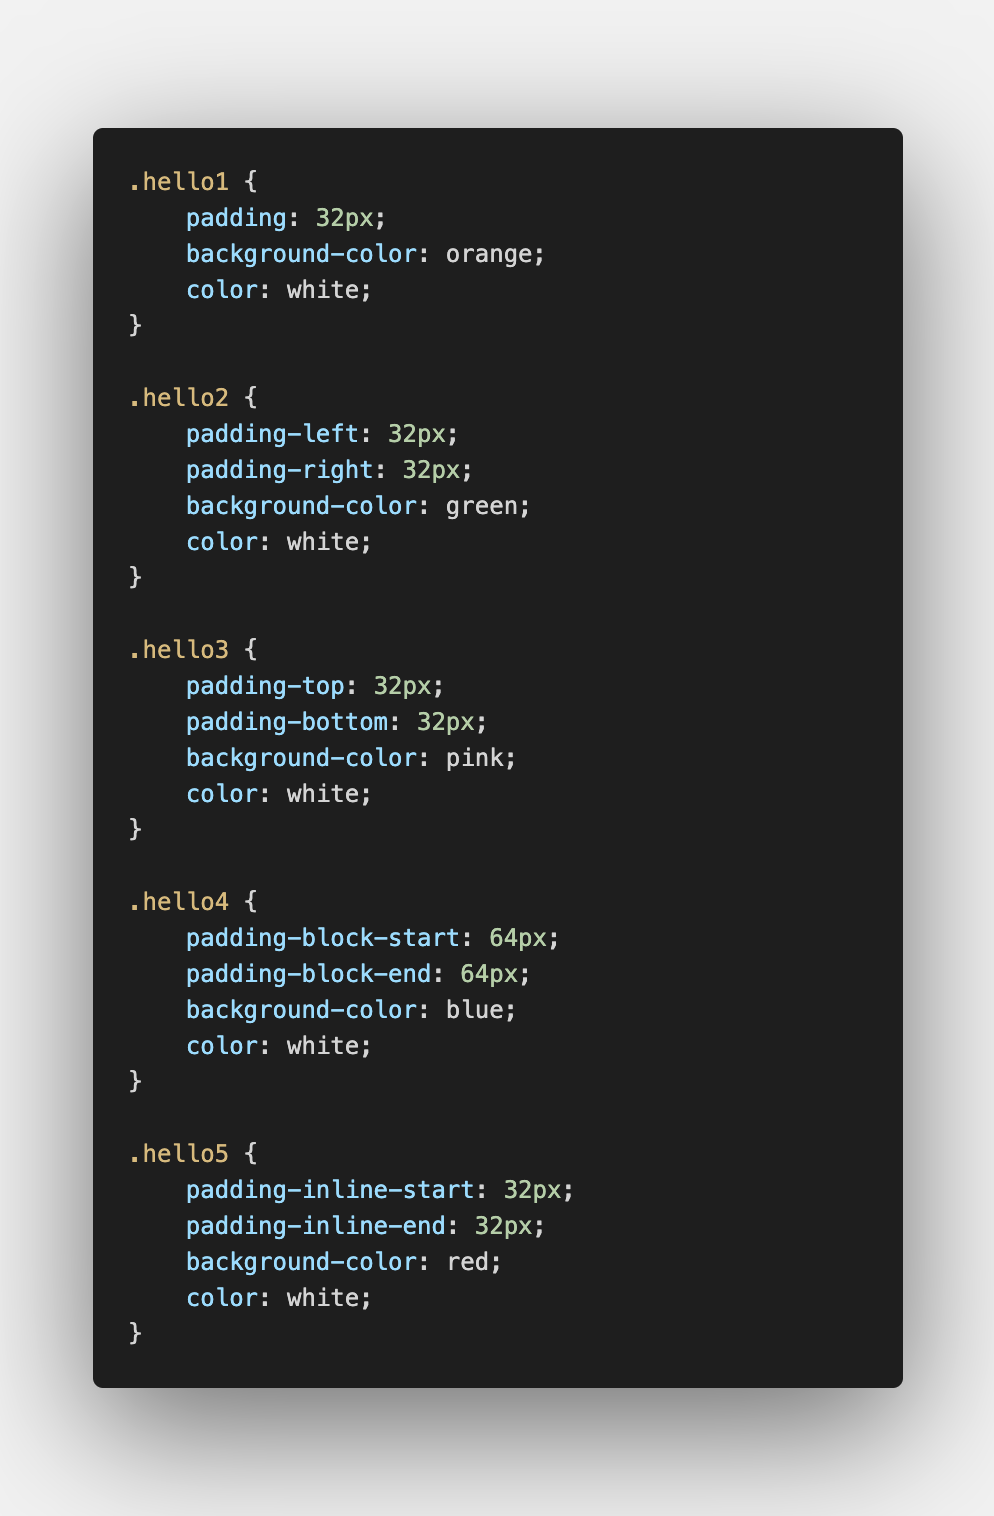 .hello1 {
    padding: 32px;
    background-color: orange;
    color: white;
}

.hello2 {
    padding-left: 32px;
    padding-right: 32px;
    background-color: green;
    color: white;
}

.hello3 {
    padding-top: 32px;
    padding-bottom: 32px;
    background-color: pink;
    color: white;
}

.hello4 {
    padding-block-start: 64px;
    padding-block-end: 64px;
    background-color: blue;
    color: white;
}

.hello5 {
    padding-inline-start: 32px;
    padding-inline-end: 32px;
    background-color: red;
    color: white;
}